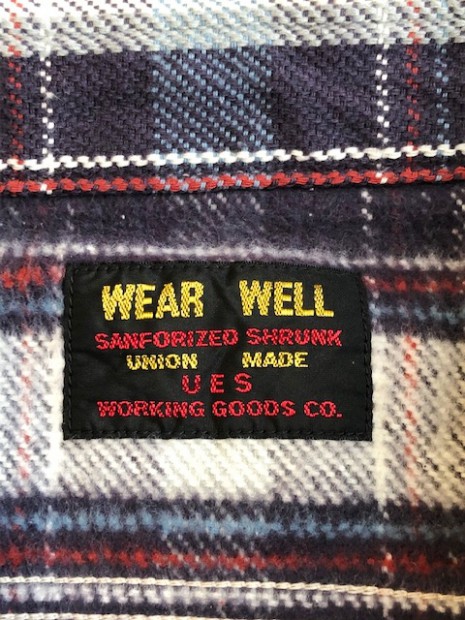 WEAR WELL
SANFORIZED SHRUNK
UNION MADE
UES
WORKING GOODS CO.